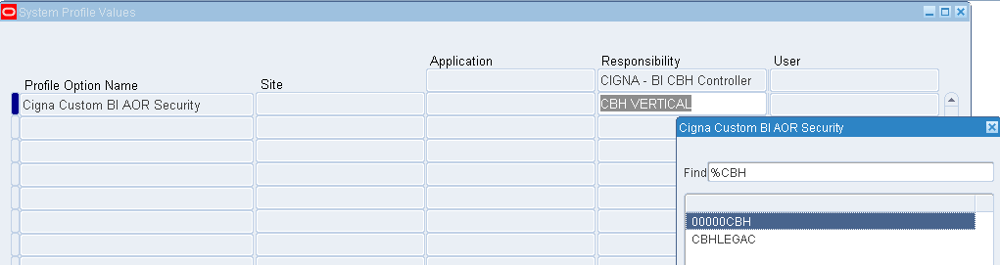 System Profile Values
Application
Responsibility
User
Profile Option Name
Site
CIGNA - BI CBH Controller
Cigna Custom BI AOR Security
CBH VERTICAL
Cigna Custom BI AOR Security
Find %CBH
00000CBH
CBHLEGAC